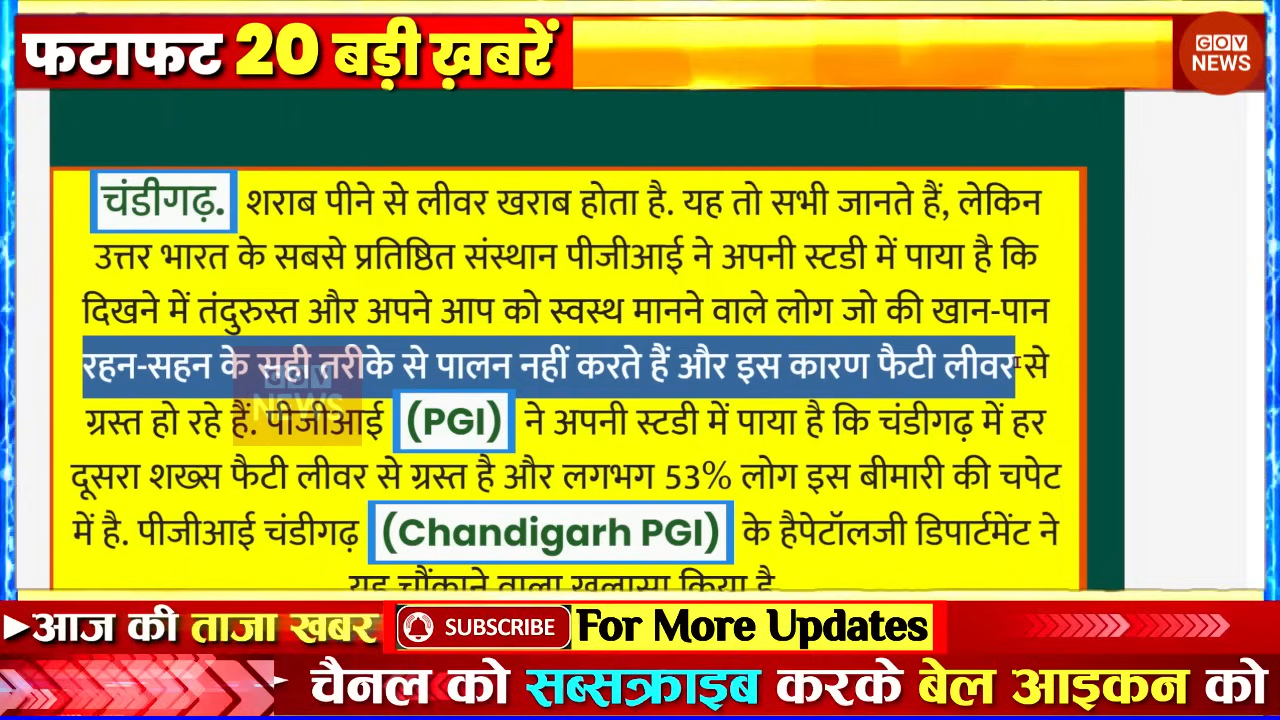 फटाफट 20 बड़ी ख़बरें
GOV
NEWS
चंडीगढ़. शराब पीने से लीवर खराब होता है. यह तो सभी जानते हैं, लेकिन
उत्तर भारत के सबसे प्रतिष्ठित संस्थान पीजीआई ने अपनी स्टडी में पाया है कि
दिखने में तंदुरुस्त और अपने आप को स्वस्थ मानने वाले लोग जो की खान-पान
रहन-सहन के सही तरीके से पालन नहीं करते हैं और इस कारण फैटी लीवर से
ग्रस्त हो रहे हैं. पीजीआई (PGI) ने अपनी स्टडी में पाया है कि चंडीगढ़ में हर
दूसरा शख्स फैटी लीवर से ग्रस्त है और लगभग 53% लोग इस बीमारी की चपेट
में है. पीजीआई चंडीगढ़ (Chandigarh PGI) के हैपेटॉलजी डिपार्टमेंट ने
यह चौंकाने वाला खुलासा किया है
GOV
NEWS
आज की ताजा खबर SUBSCRIBE For More Updates
चैनल को सब्सक्राइब करके बेल आइकन को